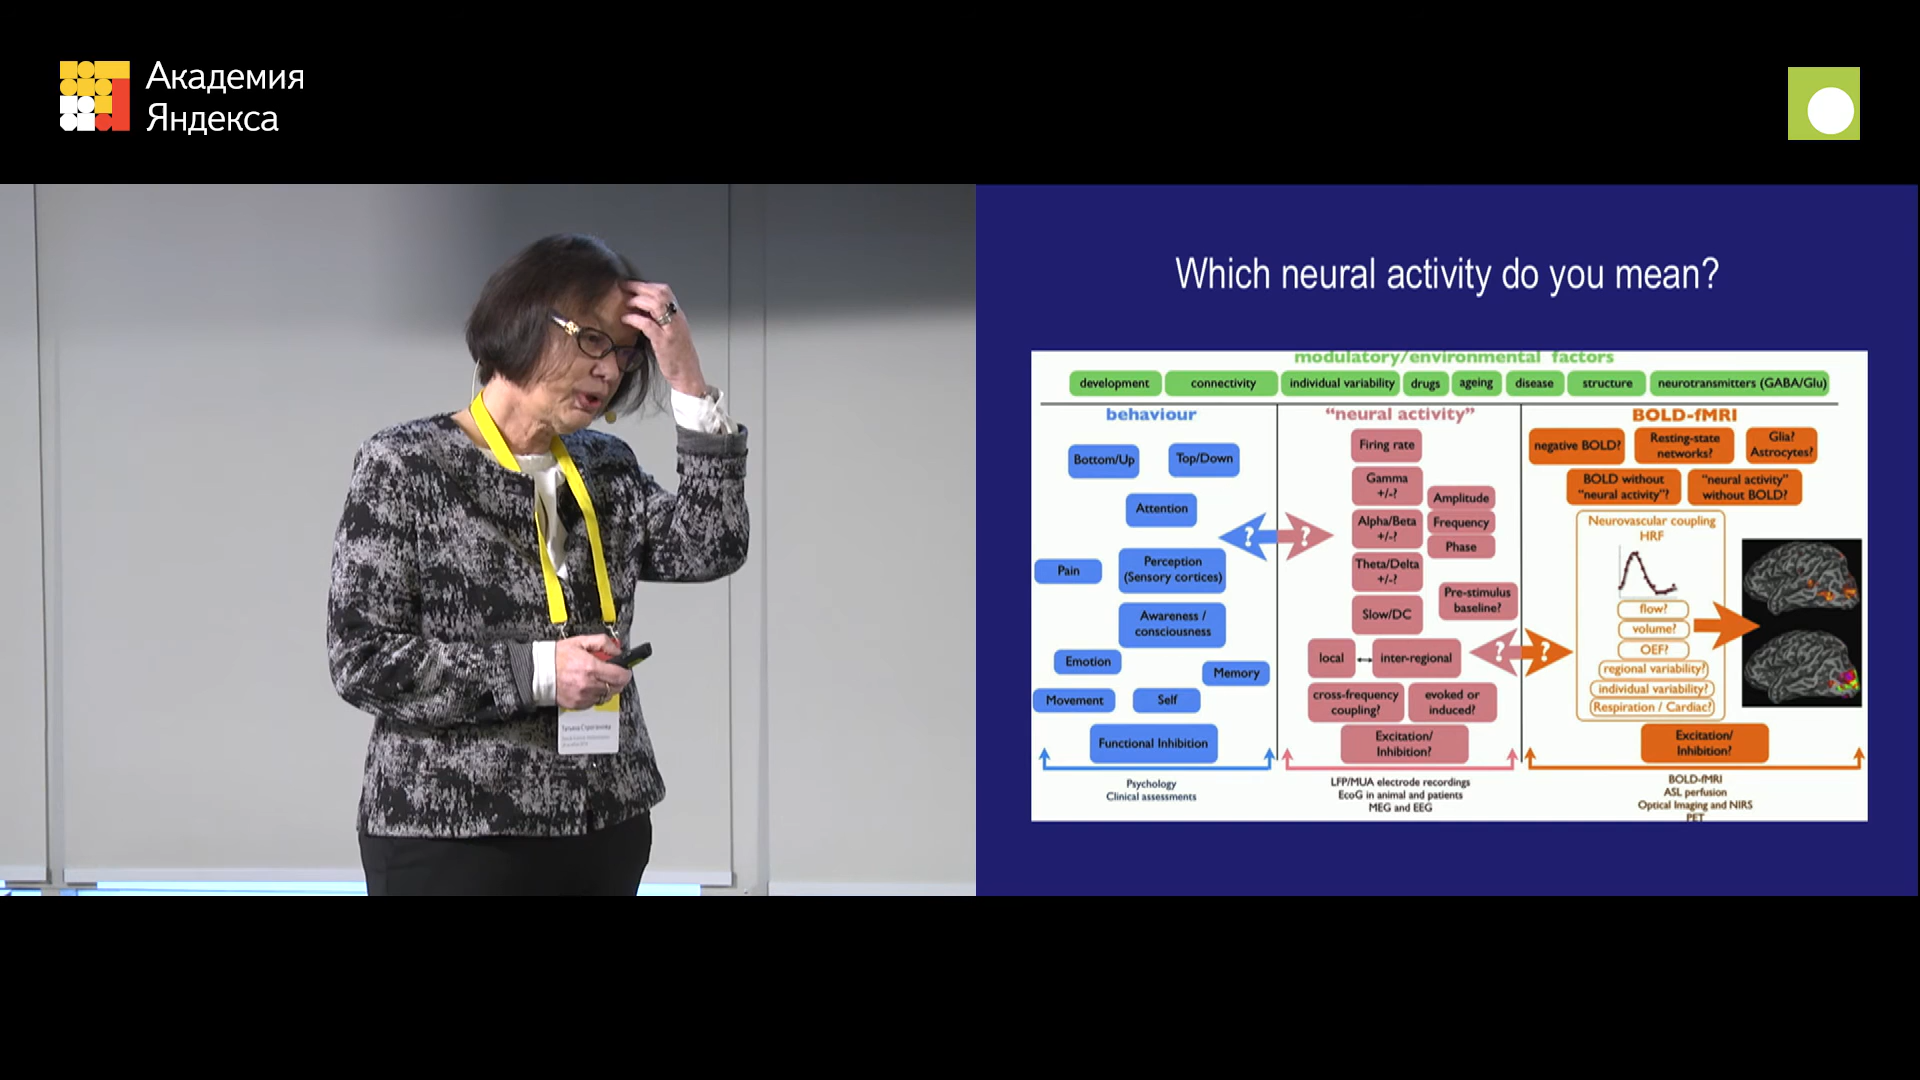 Академия
Яндекса
Татьяна Строганова
Which neural activity do you mean?
modulatory/environmental factors
development
connectivity
individual variability
drugs
ageing
disease
structure
neurotransmitters (GABA/Glu)
behaviour
Bottom/Up
Top/Down
Attention
Pain
Perception
(Sensory cortices)
Awareness /
consciousness
Emotion
Memory
Movement
Self
Functional Inhibition
Psychology
Clinical assessments
? ?
“neural activity”
Firing rate
Gamma
+/-?
Amplitude
Alpha/Beta
+/-?
Frequency
Phase
Theta/Delta
+/-?
Pre-stimulus
baseline?
Slow/DC
local
inter-regional
cross-frequency
coupling?
evoked or
induced?
Excitation/
Inhibition?
LFP/MUA electrode recordings
EcoG in animal and patients
MEG and EEG
? ?
BOLD-fMRI
negative BOLD?
Resting-state
networks?
Glia?
Astrocytes?
BOLD without
“neural activity”?
“neural activity”
without BOLD?
Neurovascular coupling
HRF
flow?
volume?
OEF?
regional variability?
individual variability?
Respiration / Cardiac?
Excitation/
Inhibition?
BOLD-fMRI
ASL perfusion
Optical Imaging and NIRS
PET